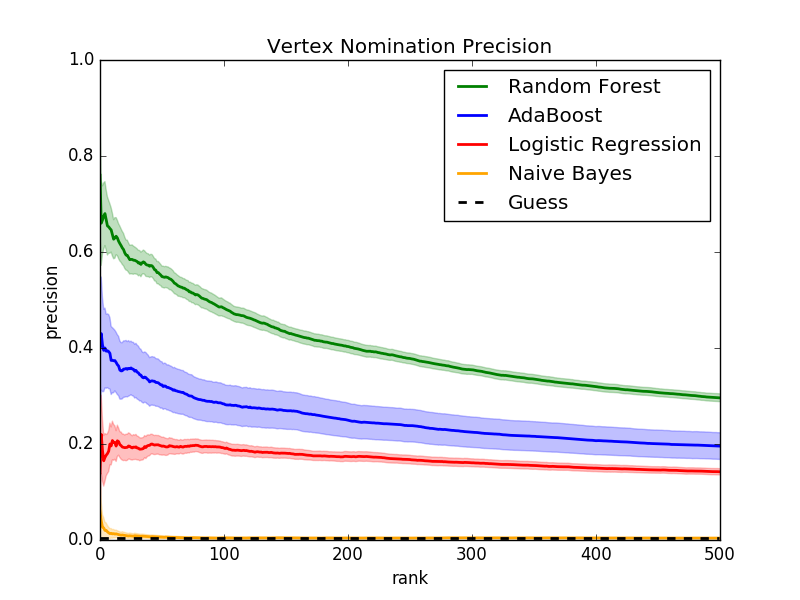 Vertex Nomination Precision
1.0
0.8
0.6
0.4
0.2
0.0
precision
Random Forest
AdaBoost
Logistic Regression
Naive Bayes
Guess
0
100
200
300
400
500
rank